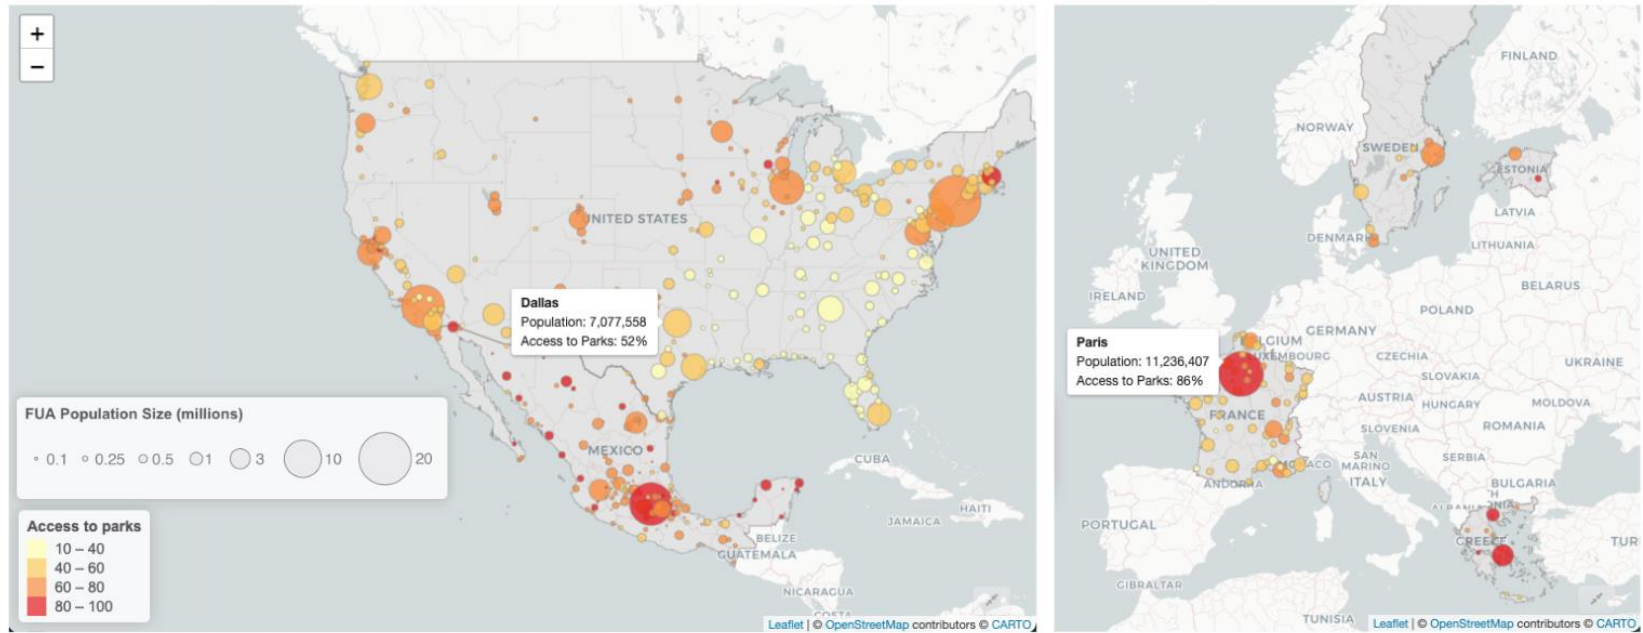 +
−
UNITED STATES
Dallas
Population: 7,077,558
Access to Parks: 52%
FUA Population Size (millions)
0.1 0.25 0.5 1 3 10 20
MEXICO
CUBA
HAITI
JAMAICA
BELIZE
GUATEMALA
NICARAGUA
Access to parks
10 – 40
40 – 60
60 – 80
80 – 100
Leaflet | © OpenStreetMap contributors © CARTO
FINLAND
NORWAY
SWEDEN
ESTONIA
LATVIA
DENMARK
LITHUANIA
UNITED
KINGDOM
IRELAND
BELARUS
POLAND
GERMANY
Paris
Population: 11,236,407
Access to Parks: 86%
LGIUM
UXEMBOURG
CZECHIA
UKRAINE
SLOVAKIA
AUSTRIA
HUNGARY
MOLDOVA
FRANCE
SLOVENIA
ROMANIA
SAN
MARINO
ITALY
SERBIA
ACO
ANDORRA
BULGARIA
PORTUGAL
GREECE
TUR
GIBRALTAR
TUNISIA
Leaflet | © OpenStreetMap contributors © CARTO